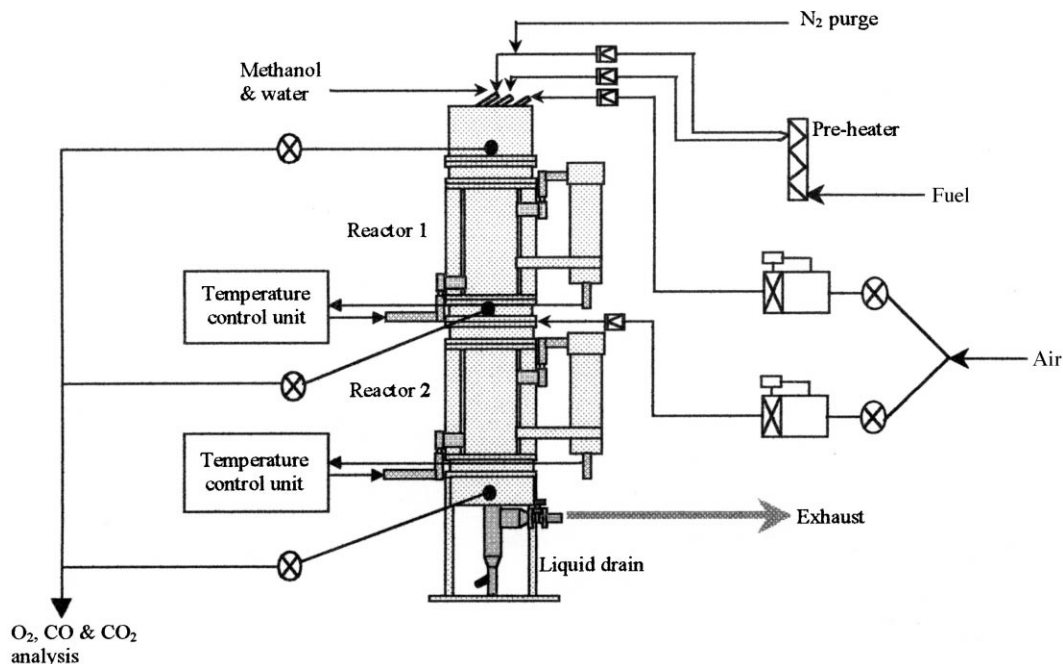 N₂ purge
Methanol
& water
Pre-heater
Fuel
Reactor 1
Temperature
control unit
Air
Reactor 2
Temperature
control unit
Exhaust
Liquid drain
O₂, CO & CO₂
analysis